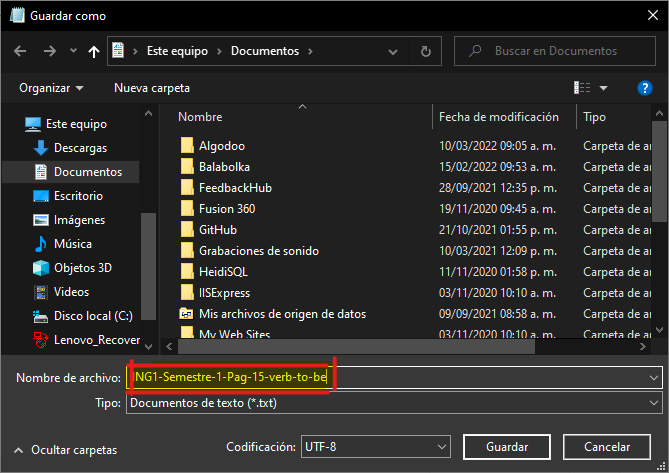 Guardar como
Este equipo > Documentos >
Buscar en Documentos
Organizar
Nueva carpeta
?
Este equipo
Descargas
Documentos
Escritorio
Imágenes
Música
Objetos 3D
Videos
Disco local (C:)
Lenovo_Recover
Nombre Fecha de modificación Tipo
Algodoo 10/03/2022 09:05 a. m. Carpeta de ar
Balabolka 15/02/2022 09:53 a. m. Carpeta de ar
FeedbackHub 28/09/2021 12:35 p. m. Carpeta de ar
Fusion 360 19/11/2020 09:45 a. m. Carpeta de ar
GitHub 21/10/2021 01:55 p. m. Carpeta de ar
Grabaciones de sonido 10/03/2021 12:09 p. m. Carpeta de ar
HeidiSQL 11/11/2020 01:58 p. m. Carpeta de ar
IISExpress 03/11/2020 10:10 a. m. Carpeta de ar
Mis archivos de origen de datos 09/09/2021 08:58 a. m. Carpeta de ar
My Web Sites 03/11/2020 10:10 a. m. Carpeta de ar
Nombre de archivo: NG1-Semestre-1-Pag-15-verb-to-be
Tipo: Documentos de texto (*.txt)
Ocultar carpetas
Codificación: UTF-8
Guardar
Cancelar